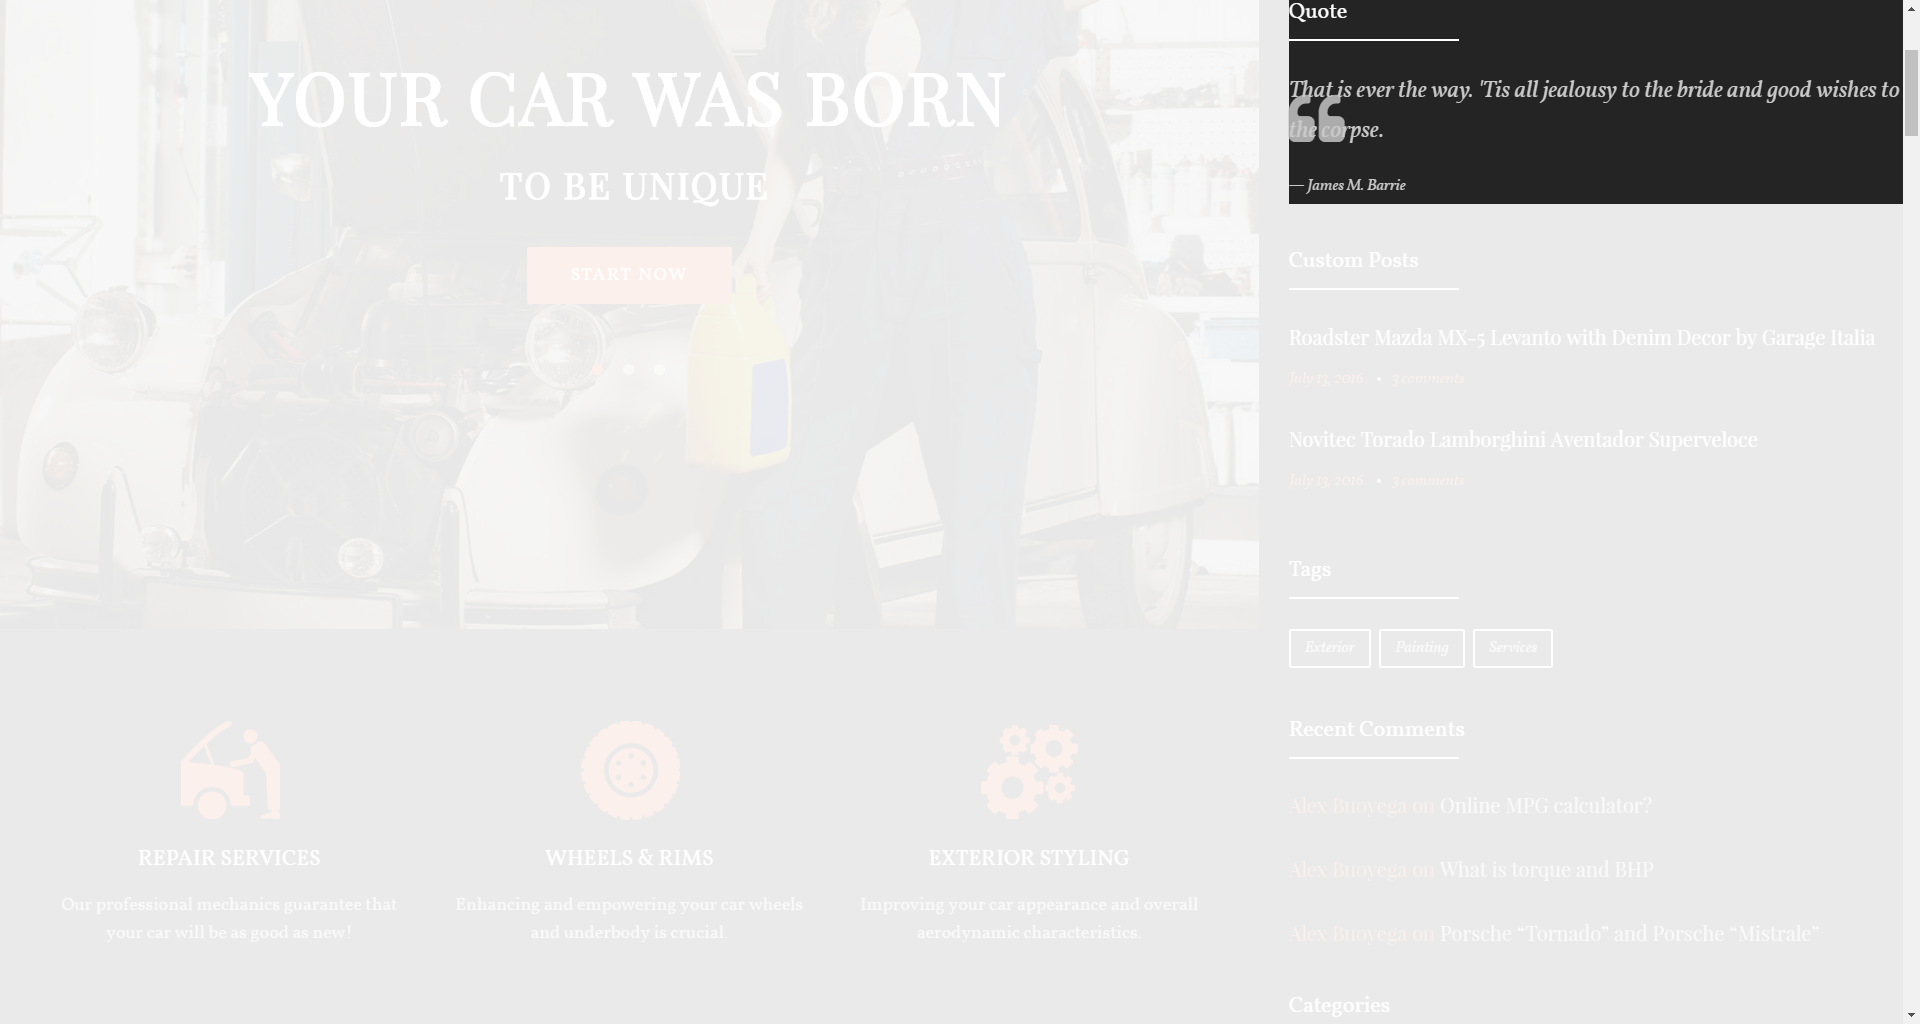 YOUR CAR WAS BORN
TO BE UNIQUE
START NOW
REPAIR SERVICES
Our professional mechanics guarantee that
your car will be as good as new!
WHEELS & RIMS
Enhancing and empowering your car wheels
and underbody is crucial.
EXTERIOR STYLING
Improving your car appearance and overall
aerodynamic characteristics.
Quote
That is ever the way. 'Tis all jealousy to the bride and good wishes to
the corpse.
— James M. Barrie
Custom Posts
Roadster Mazda MX-5 Levanto with Denim Decor by Garage Italia
July 13, 2016 • 3 comments
Novitec Torado Lamborghini Aventador Superveloce
July 13, 2016 • 3 comments
Tags
Exterior Painting Services
Recent Comments
Alex Buovega on Online MPG calculator?
Alex Buovega on What is torque and BHP
Alex Buovega on Porsche “Tornado” and Porsche “Mistrale”
Categories